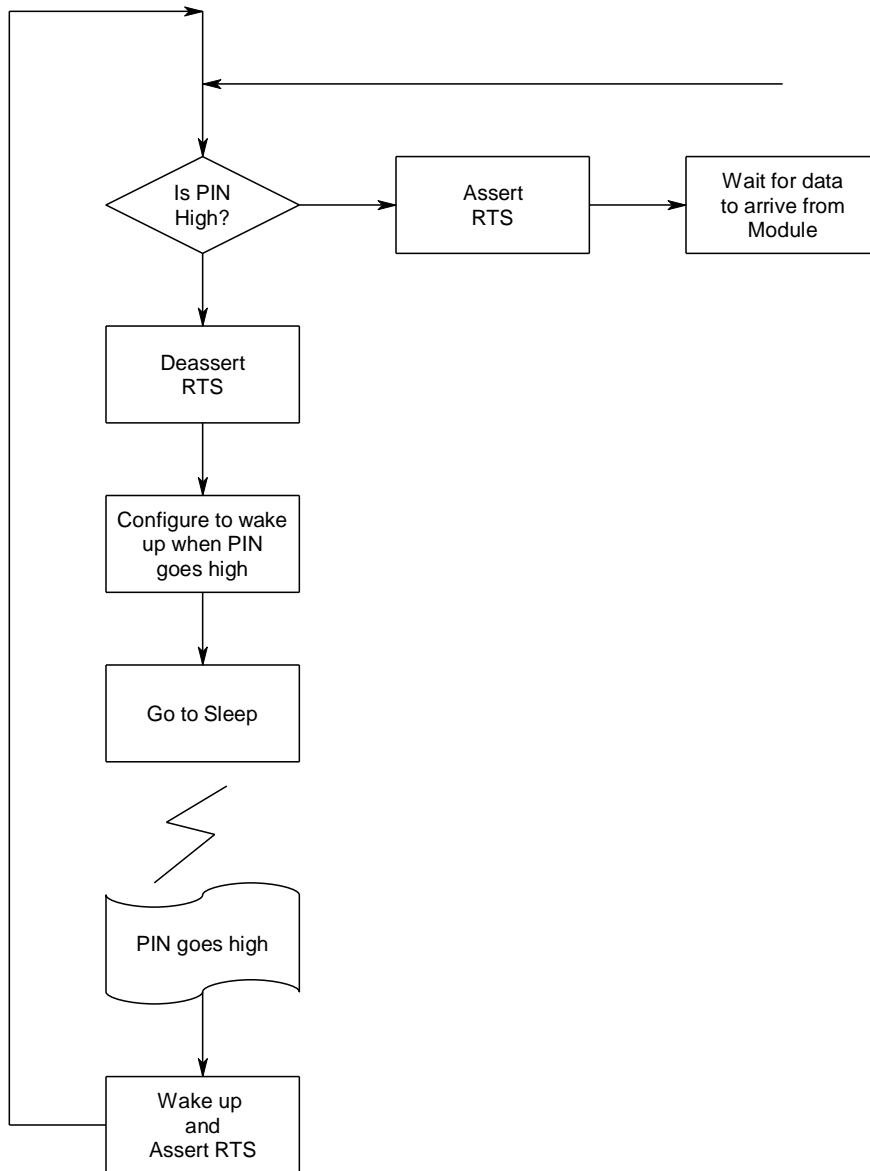 Is PIN
High?
Assert
RTS
Wait for data
to arrive from
Module
Deassert
RTS
Configure to wake
up when PIN
goes high
Go to Sleep
PIN goes high
Wake up
and
Assert RTS